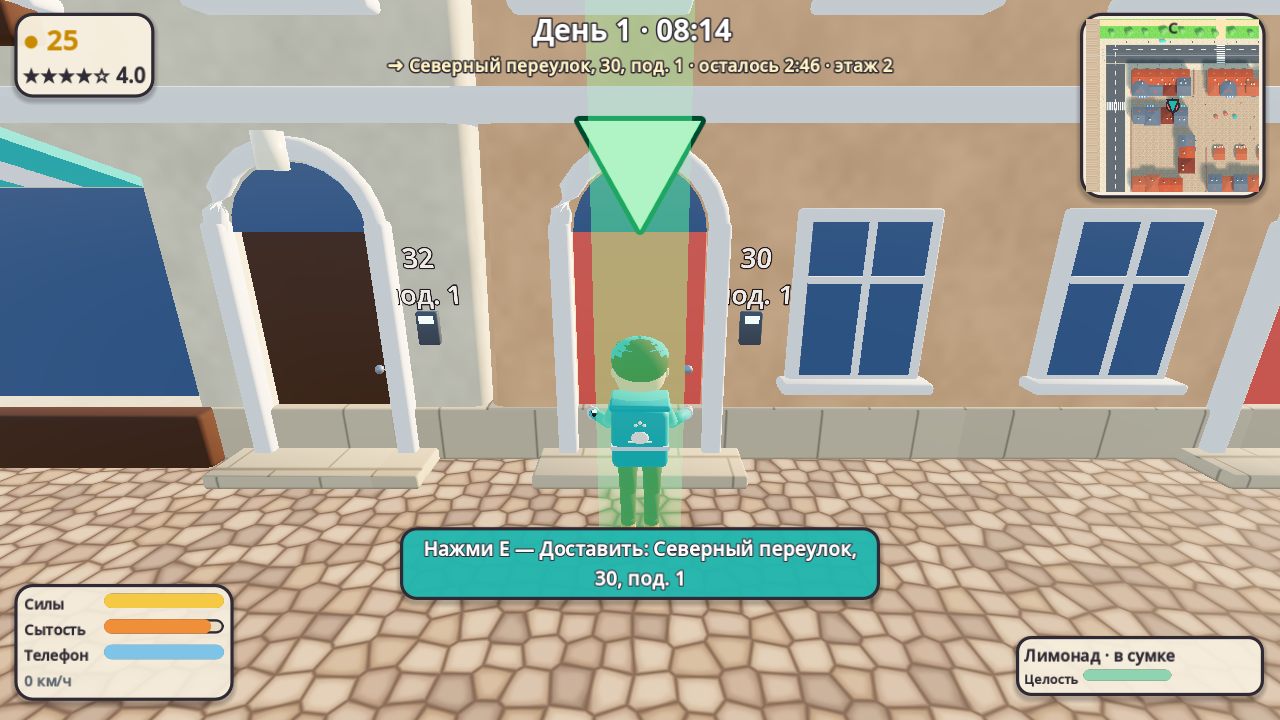 25
★★★★☆ 4.0
День 1 · 08:14
→ Северный переулок, 30, под. 1 · осталось 2:46 · этаж 2
С
32
под. 1
30
под. 1
Нажми E — Доставить: Северный переулок,
30, под. 1
Силы
Сытость
Телефон
0 км/ч
Лимонад · в сумке
Целость